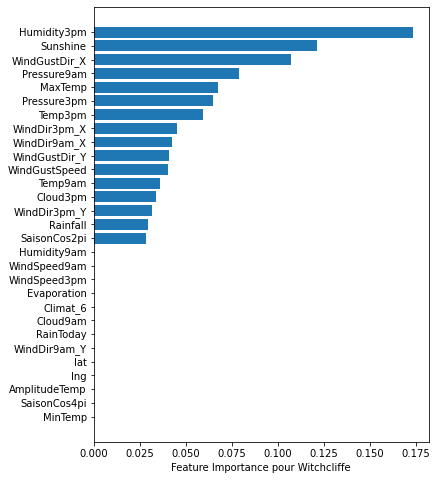 Humidity3pm
Sunshine
WindGustDir_X
Pressure9am
MaxTemp
Pressure3pm
Temp3pm
WindDir3pm_X
WindDir9am_X
WindGustDir_Y
WindGustSpeed
Temp9am
Cloud3pm
WindDir3pm_Y
Rainfall
SaisonCos2pi
Humidity9am
WindSpeed9am
WindSpeed3pm
Evaporation
Climat_6
Cloud9am
RainToday
WindDir9am_Y
lat
lng
AmplitudeTemp
SaisonCos4pi
MinTemp
0.000 0.025 0.050 0.075 0.100 0.125 0.150 0.175
Feature Importance pour Witchcliffe